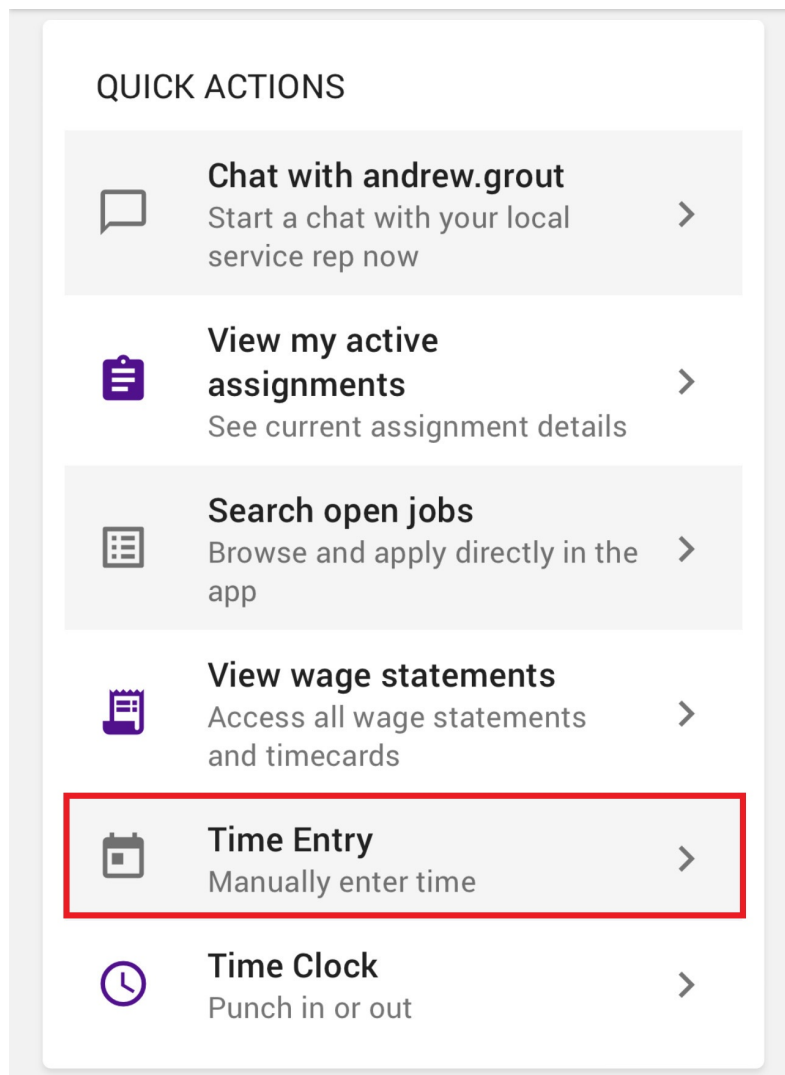 QUICK ACTIONS
Chat with andrew.grout
Start a chat with your local
service rep now
View my active
assignments
See current assignment details
Search open jobs
Browse and apply directly in the
app
View wage statements
Access all wage statements
and timecards
Time Entry
Manually enter time
Time Clock
Punch in or out